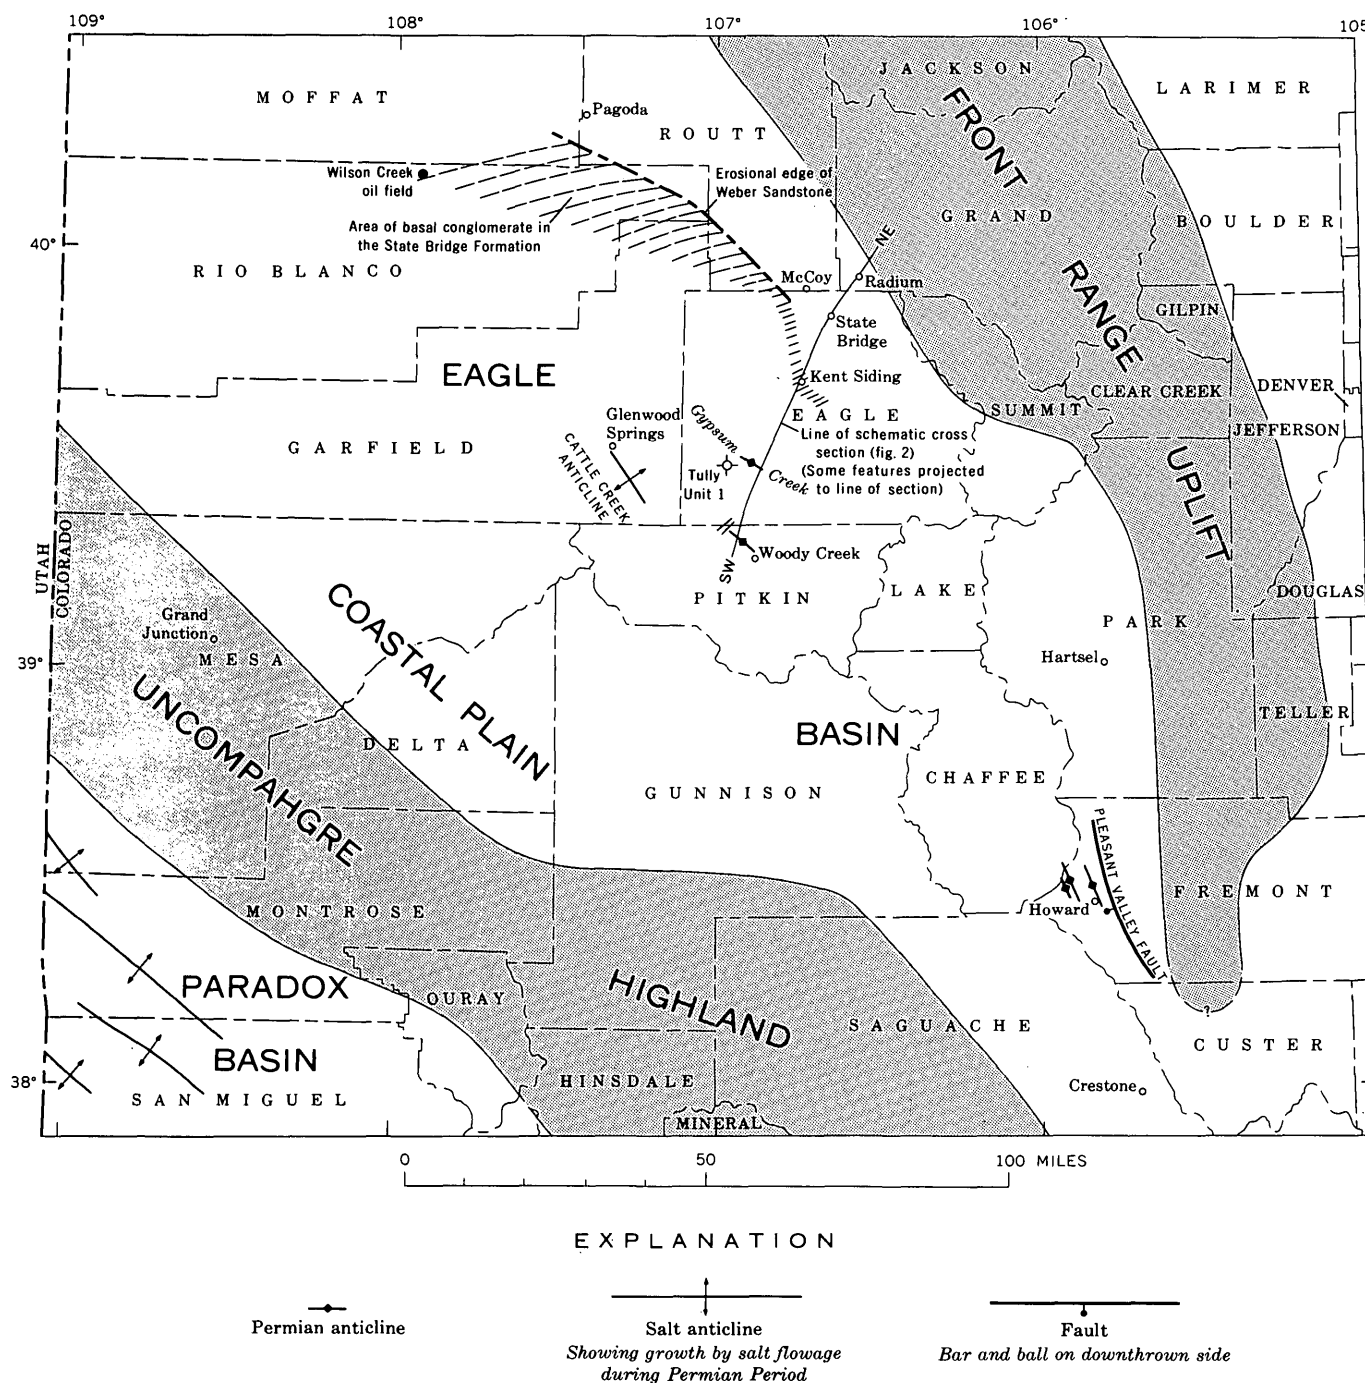 109°
108°
107°
106°
105
MOFFAT
JACKSON
LARIMER
Pagoda
ROUTT
FRONT
RANGE
UPLIFT
Wilson Creek
oil field
Erosional edge of
Weber Sandstone
Area of basal conglomerate in
the State Bridge Formation
GRAND
BOULDER
40°
NE
RIO BLANCO
McCoy
Radium
GILPIN
State
Bridge
EAGLE
Kent Siding
CLEAR CREEK
DENVER
SUMMIT
JEFFERSON
EAGLE
Glenwood
Springs
Gypsum
Creek
Line of schematic cross
section (fig. 2)
(Some features projected
to line of section)
GARFIELD
CATTLE CREEK
ANTICLINE
Tully
Unit 1
UTAH
COLORADO
Woody Creek
SW
PITKIN
LAKE
DOUGLAS
COASTAL PLAIN
Grand
Junction
PARK
39°
MESA
Hartsel
UNCOMPAHGRE
TELLER
DELTA
BASIN
CHAFFEE
GUNNISON
PLEASANT VALLEY FAULT
Howard
FREMONT
MONTROSE
PARADOX
BASIN
OURAY
HIGHLAND
SAGUACHE
?
CUSTER
38°
HINSDALE
Crestone
SAN MIGUEL
MINERAL
0
50
100 MILES
EXPLANATION
Permian anticline
Salt anticline
Showing growth by salt flowage
during Permian Period
Fault
Bar and ball on downthrown side